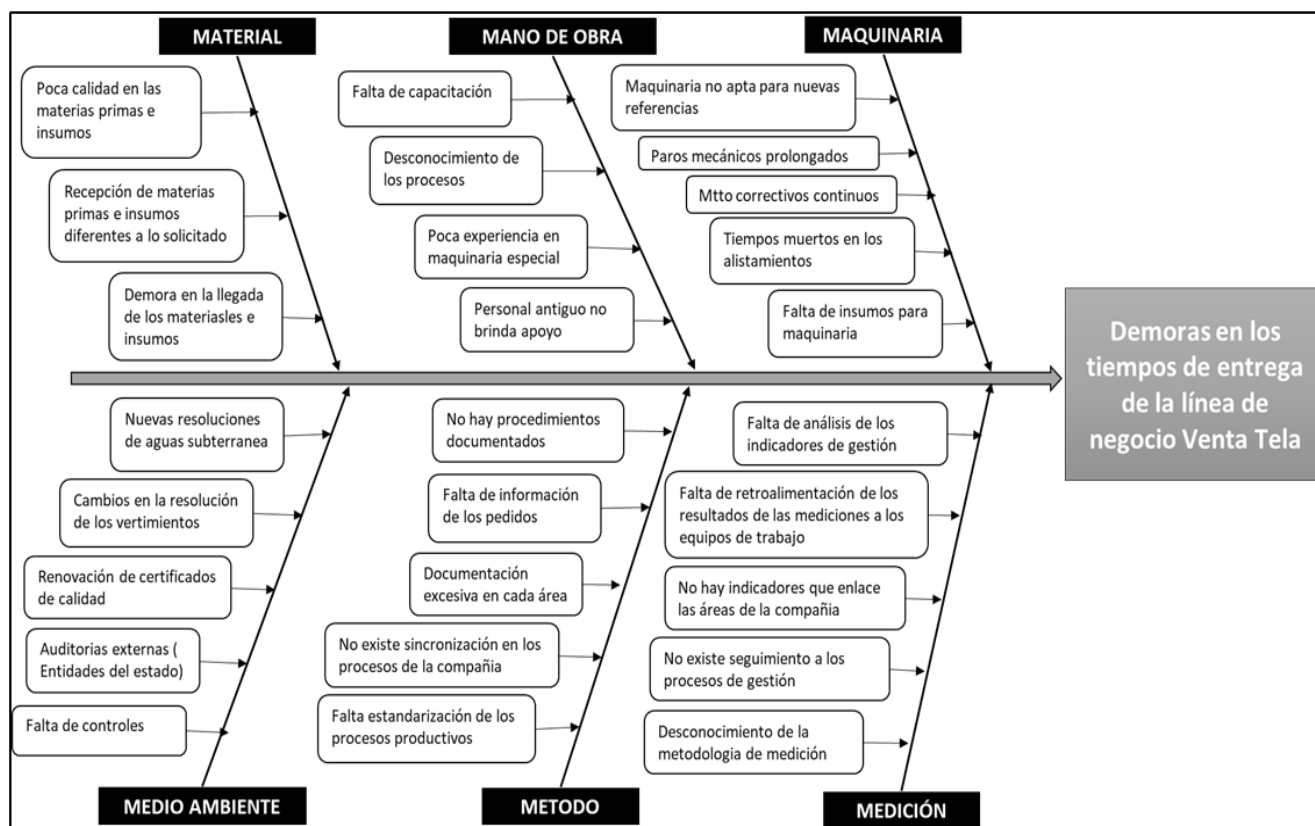 MATERIAL
Poca calidad en las
materias primas e
insumos
Recepción de materias
primas e insumos
diferentes a lo solicitado
Demora en la llegada
de los materiasles e
insumos
MANO DE OBRA
Falta de capacitación
Desconocimiento de
los procesos
Poca experiencia en
maquinaria especial
Personal antiguo no
brinda apoyo
MAQUINARIA
Maquinaria no apta para nuevas
referencias
Paros mecánicos prolongados
Mtto correctivos continuos
Tiempos muertos en los
alistamientos
Falta de insumos para
maquinaria
Demoras en los
tiempos de entrega
de la línea de
negocio Venta Tela
Nuevas resoluciones
de aguas subterranea
Cambios en la resolución
de los vertimientos
Renovación de certificados
de calidad
Auditorias externas (
Entidades del estado)
Falta de controles
MEDIO AMBIENTE
No hay procedimientos
documentados
Falta de información
de los pedidos
Documentación
excesiva en cada área
No existe sincronización en los
procesos de la compañia
Falta estandarización de los
procesos productivos
METODO
Falta de análisis de los
indicadores de gestión
Falta de retroalimentación de los
resultados de las mediciones a los
equipos de trabajo
No hay indicadores que enlace
las áreas de la compañia
No existe seguimiento a los
procesos de gestión
Desconocimiento de la
metodologia de medición
MEDICIÓN